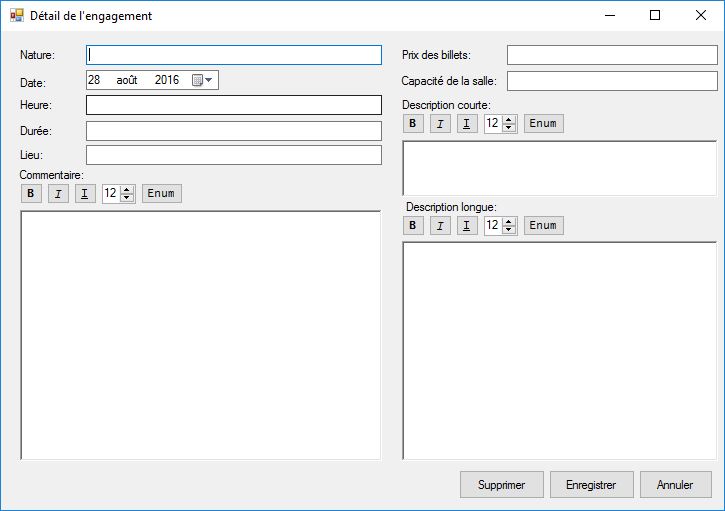 Détail de l'engagement
Nature:
Date: 28 août 2016
Heure:
Durée:
Lieu:
Commentaire:
B I I 12 Enum
Prix des billets:
Capacité de la salle:
Description courte:
B I I 12 Enum
Description longue:
B I I 12 Enum
Supprimer Enregistrer Annuler